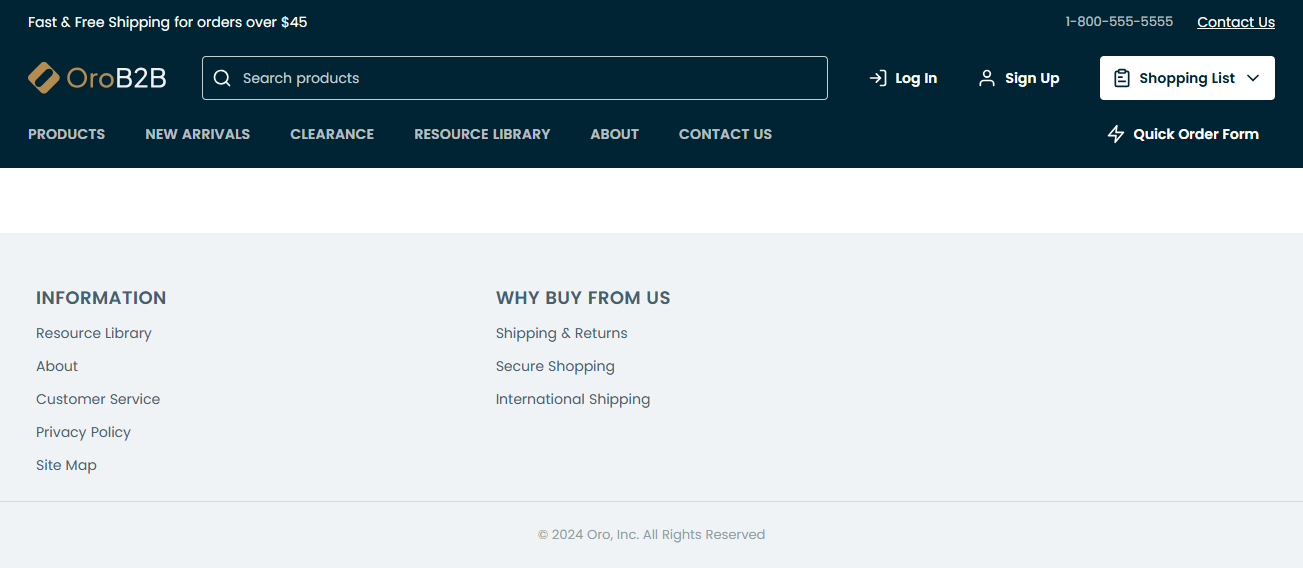 Fast & Free Shipping for orders over $45
1-800-555-5555 Contact Us
OroB2B
Search products
Log In
Sign Up
Shopping List
PRODUCTS NEW ARRIVALS CLEARANCE RESOURCE LIBRARY ABOUT CONTACT US
Quick Order Form
INFORMATION
Resource Library
About
Customer Service
Privacy Policy
Site Map
WHY BUY FROM US
Shipping & Returns
Secure Shopping
International Shipping
© 2024 Oro, Inc. All Rights Reserved